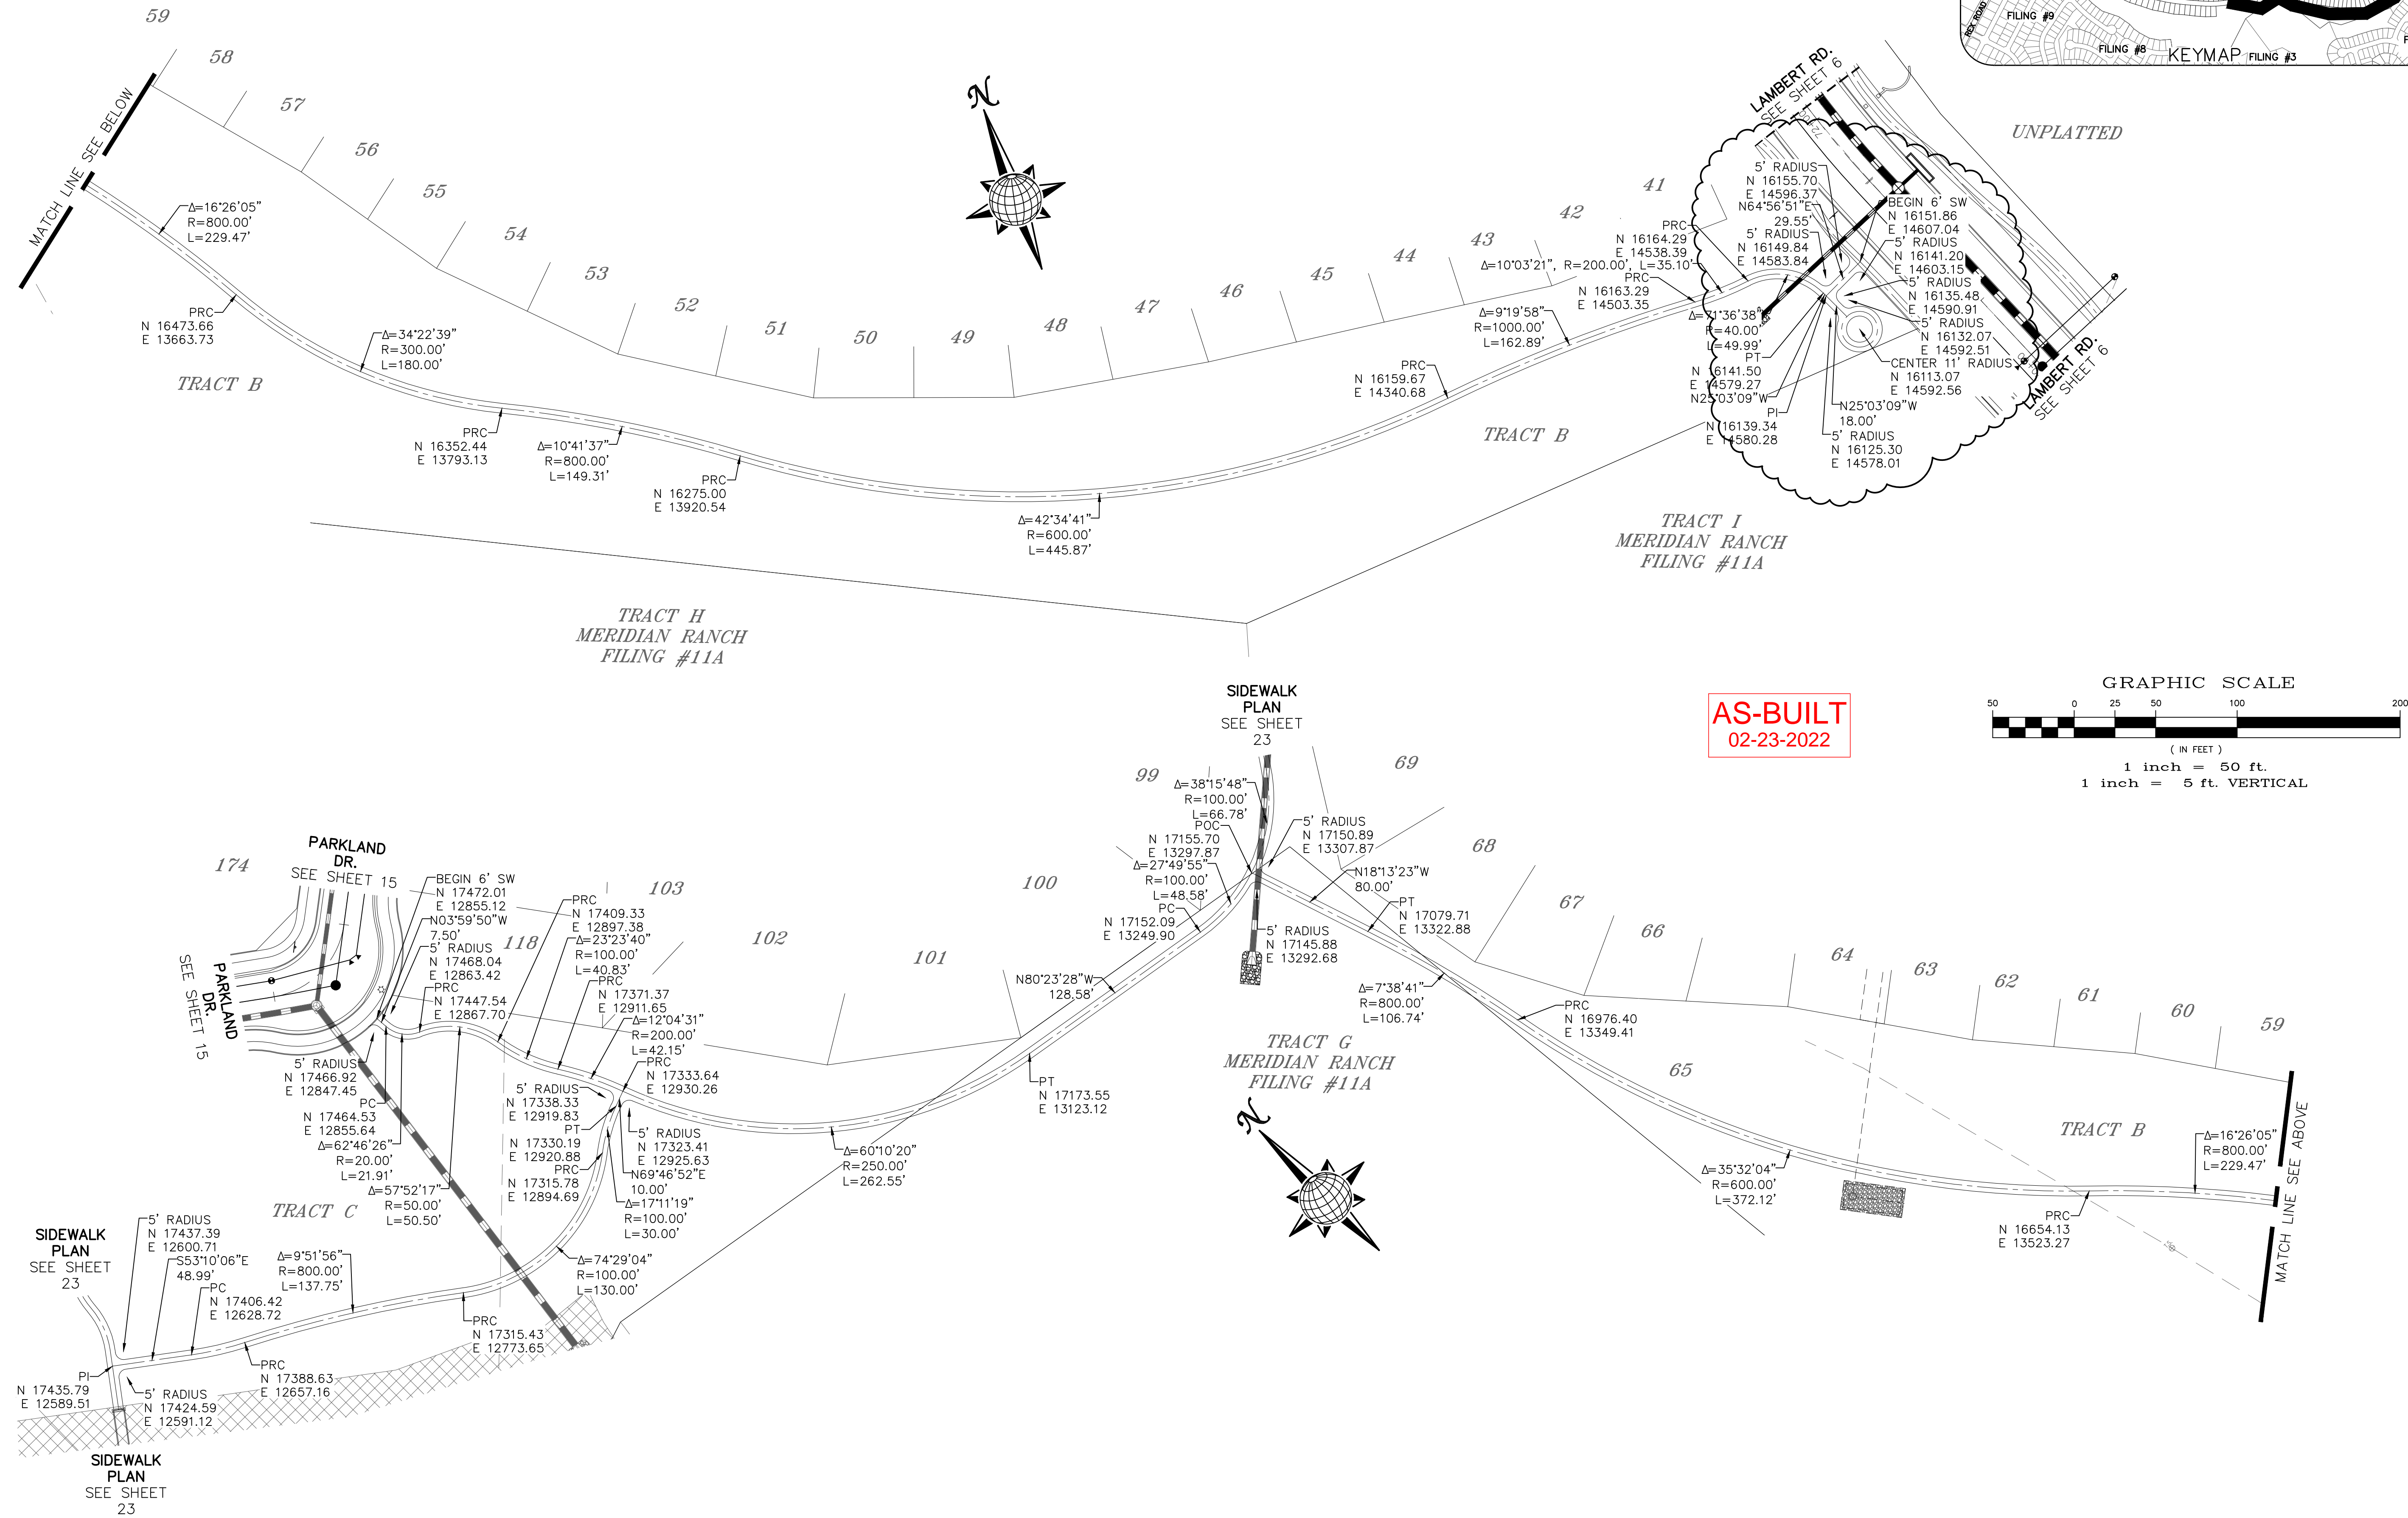 REX ROAD
FILING #9
FILING #8
KEYMAP
FILING #3
59
58
57
56
55
54
53
52
51
50
49
48
47
46
45
44
43
42
41
MATCH LINE SEE BELOW
N
Δ=16°26'05"
R=800.00'
L=229.47'
PRC
N 16473.66
E 13663.73
TRACT B
Δ=34°22'39"
R=300.00'
L=180.00'
PRC
N 16352.44
E 13793.13
Δ=10°41'37"
R=800.00'
L=149.31'
PRC
N 16275.00
E 13920.54
Δ=42°34'41"
R=600.00'
L=445.87'
PRC
N 16159.67
E 14340.68
Δ=9°19'58"
R=1000.00'
L=162.89'
TRACT B
PRC
N 16164.29
E 14538.39
Δ=10°03'21", R=200.00', L=35.10'
PRC
N 16163.29
E 14503.35
LAMBERT RD.
SEE SHEET 6
UNPLATTED
5' RADIUS
N 16155.70
E 14596.37
N64°56'51"E
29.55'
5' RADIUS
N 16149.84
E 14583.84
BEGIN 6' SW
N 16151.86
E 14607.04
5' RADIUS
N 16141.20
E 14603.15
5' RADIUS
N 16135.48
E 14590.91
5' RADIUS
N 16132.07
E 14592.51
CENTER 11' RADIUS
N 16113.07
E 14592.56
Δ=71°36'38"
R=40.00'
L=49.99'
PT
N 16141.50
E 14579.27
N25°03'09"W
PI
N 16139.34
E 14580.28
N25°03'09"W
18.00'
5' RADIUS
N 16125.30
E 14578.01
LAMBERT RD.
SEE SHEET 6
TRACT I
MERIDIAN RANCH
FILING #11A
TRACT H
MERIDIAN RANCH
FILING #11A
AS-BUILT
02-23-2022
GRAPHIC SCALE
50 0 25 50 100 200
( IN FEET )
1 inch = 50 ft.
1 inch = 5 ft. VERTICAL
SIDEWALK
PLAN
SEE SHEET
23
99
69
Δ=38°15'48"
R=100.00'
L=66.78'
POC
N 17155.70
E 13297.87
Δ=27°49'55"
R=100.00'
L=48.58'
PC
N 17152.09
E 13249.90
5' RADIUS
N 17150.89
E 13307.87
N18°13'23"W
80.00'
PT
N 17079.71
E 13322.88
5' RADIUS
N 17145.88
E 13292.68
68
67
66
64
63
62
61
60
59
65
174
PARKLAND
DR.
SEE SHEET 15
PARKLAND
DR.
SEE SHEET 15
BEGIN 6' SW
N 17472.01
E 12855.12
N03°59'50"W
7.50'
5' RADIUS
N 17468.04
E 12863.42
PRC
N 17447.54
E 12867.70
118
103
102
101
100
PRC
N 17409.33
E 12897.38
Δ=23°23'40"
R=100.00'
L=40.83'
PRC
N 17371.37
E 12911.65
Δ=12°04'31"
R=200.00'
L=42.15'
PRC
N 17333.64
E 12930.26
N80°23'28"W
128.58'
PT
N 17173.55
E 13123.12
5' RADIUS
N 17466.92
E 12847.45
PC
N 17464.53
E 12855.64
Δ=62°46'26"
R=20.00'
L=21.91'
Δ=57°52'17"
R=50.00'
L=50.50'
5' RADIUS
N 17338.33
E 12919.83
PT
N 17330.19
E 12920.88
PRC
N 17315.78
E 12894.69
5' RADIUS
N 17323.41
E 12925.63
N69°46'52"E
10.00'
Δ=17°11'19"
R=100.00'
L=30.00'
Δ=74°29'04"
R=100.00'
L=130.00'
Δ=60°10'20"
R=250.00'
L=262.55'
TRACT G
MERIDIAN RANCH
FILING #11A
N
Δ=7°38'41"
R=800.00'
L=106.74'
PRC
N 16976.40
E 13349.41
Δ=35°32'04"
R=600.00'
L=372.12'
TRACT B
Δ=16°26'05"
R=800.00'
L=229.47'
PRC
N 16654.13
E 13523.27
MATCH LINE SEE ABOVE
TRACT C
SIDEWALK
PLAN
SEE SHEET
23
5' RADIUS
N 17437.39
E 12600.71
S53°10'06"E
48.99'
PC
N 17406.42
E 12628.72
Δ=9°51'56"
R=800.00'
L=137.75'
PRC
N 17315.43
E 12773.65
PRC
N 17388.63
E 12657.16
PI
N 17435.79
E 12589.51
5' RADIUS
N 17424.59
E 12591.12
SIDEWALK
PLAN
SEE SHEET
23